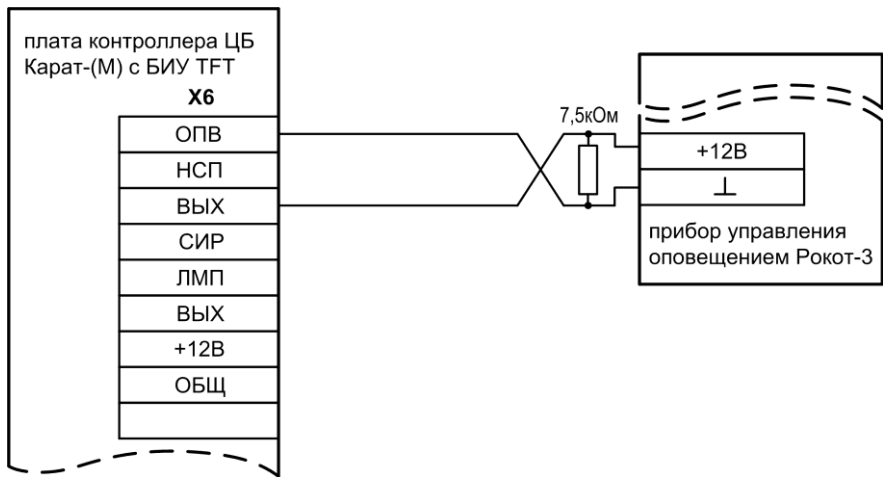 плата контроллера ЦБ
Карат-(М) с БИУ TFT
X6
ОПВ
НСП
ВЫХ
СИР
ЛМП
ВЫХ
+12В
ОБЩ
7,5кОм
+12В
⊥
прибор управления
оповещением Рокот-3